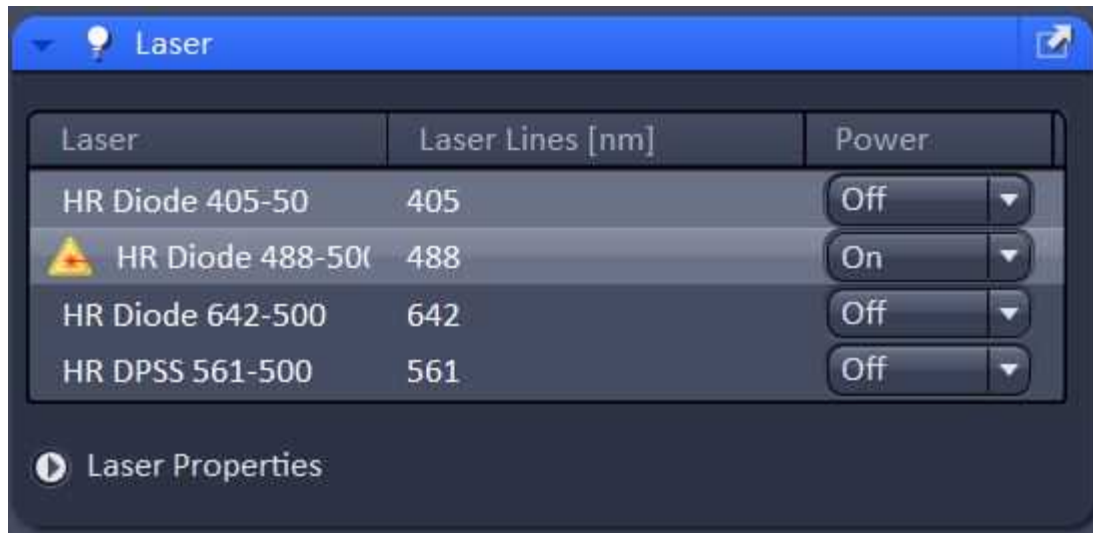 Laser
Laser Laser Lines [nm] Power
HR Diode 405-50 405 Off
HR Diode 488-50( 488 On
HR Diode 642-500 642 Off
HR DPSS 561-500 561 Off
Laser Properties